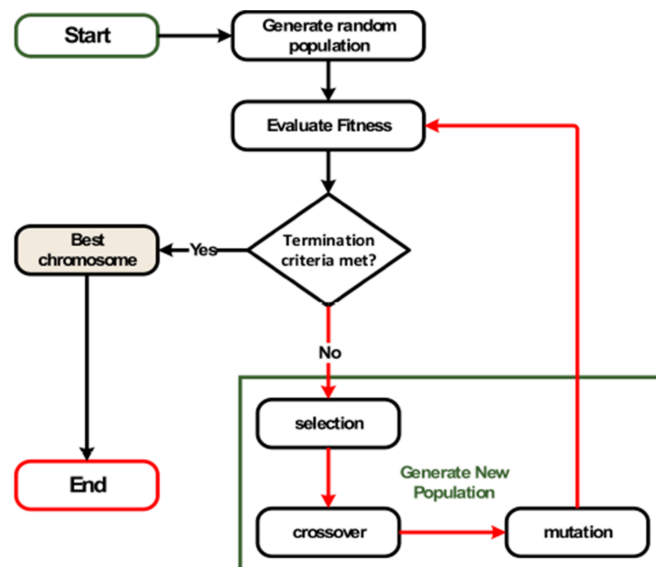 Start
Generate random
population
Evaluate Fitness
Termination
criteria met?
Yes
Best
chromosome
No
End
selection
Generate New
Population
crossover
mutation